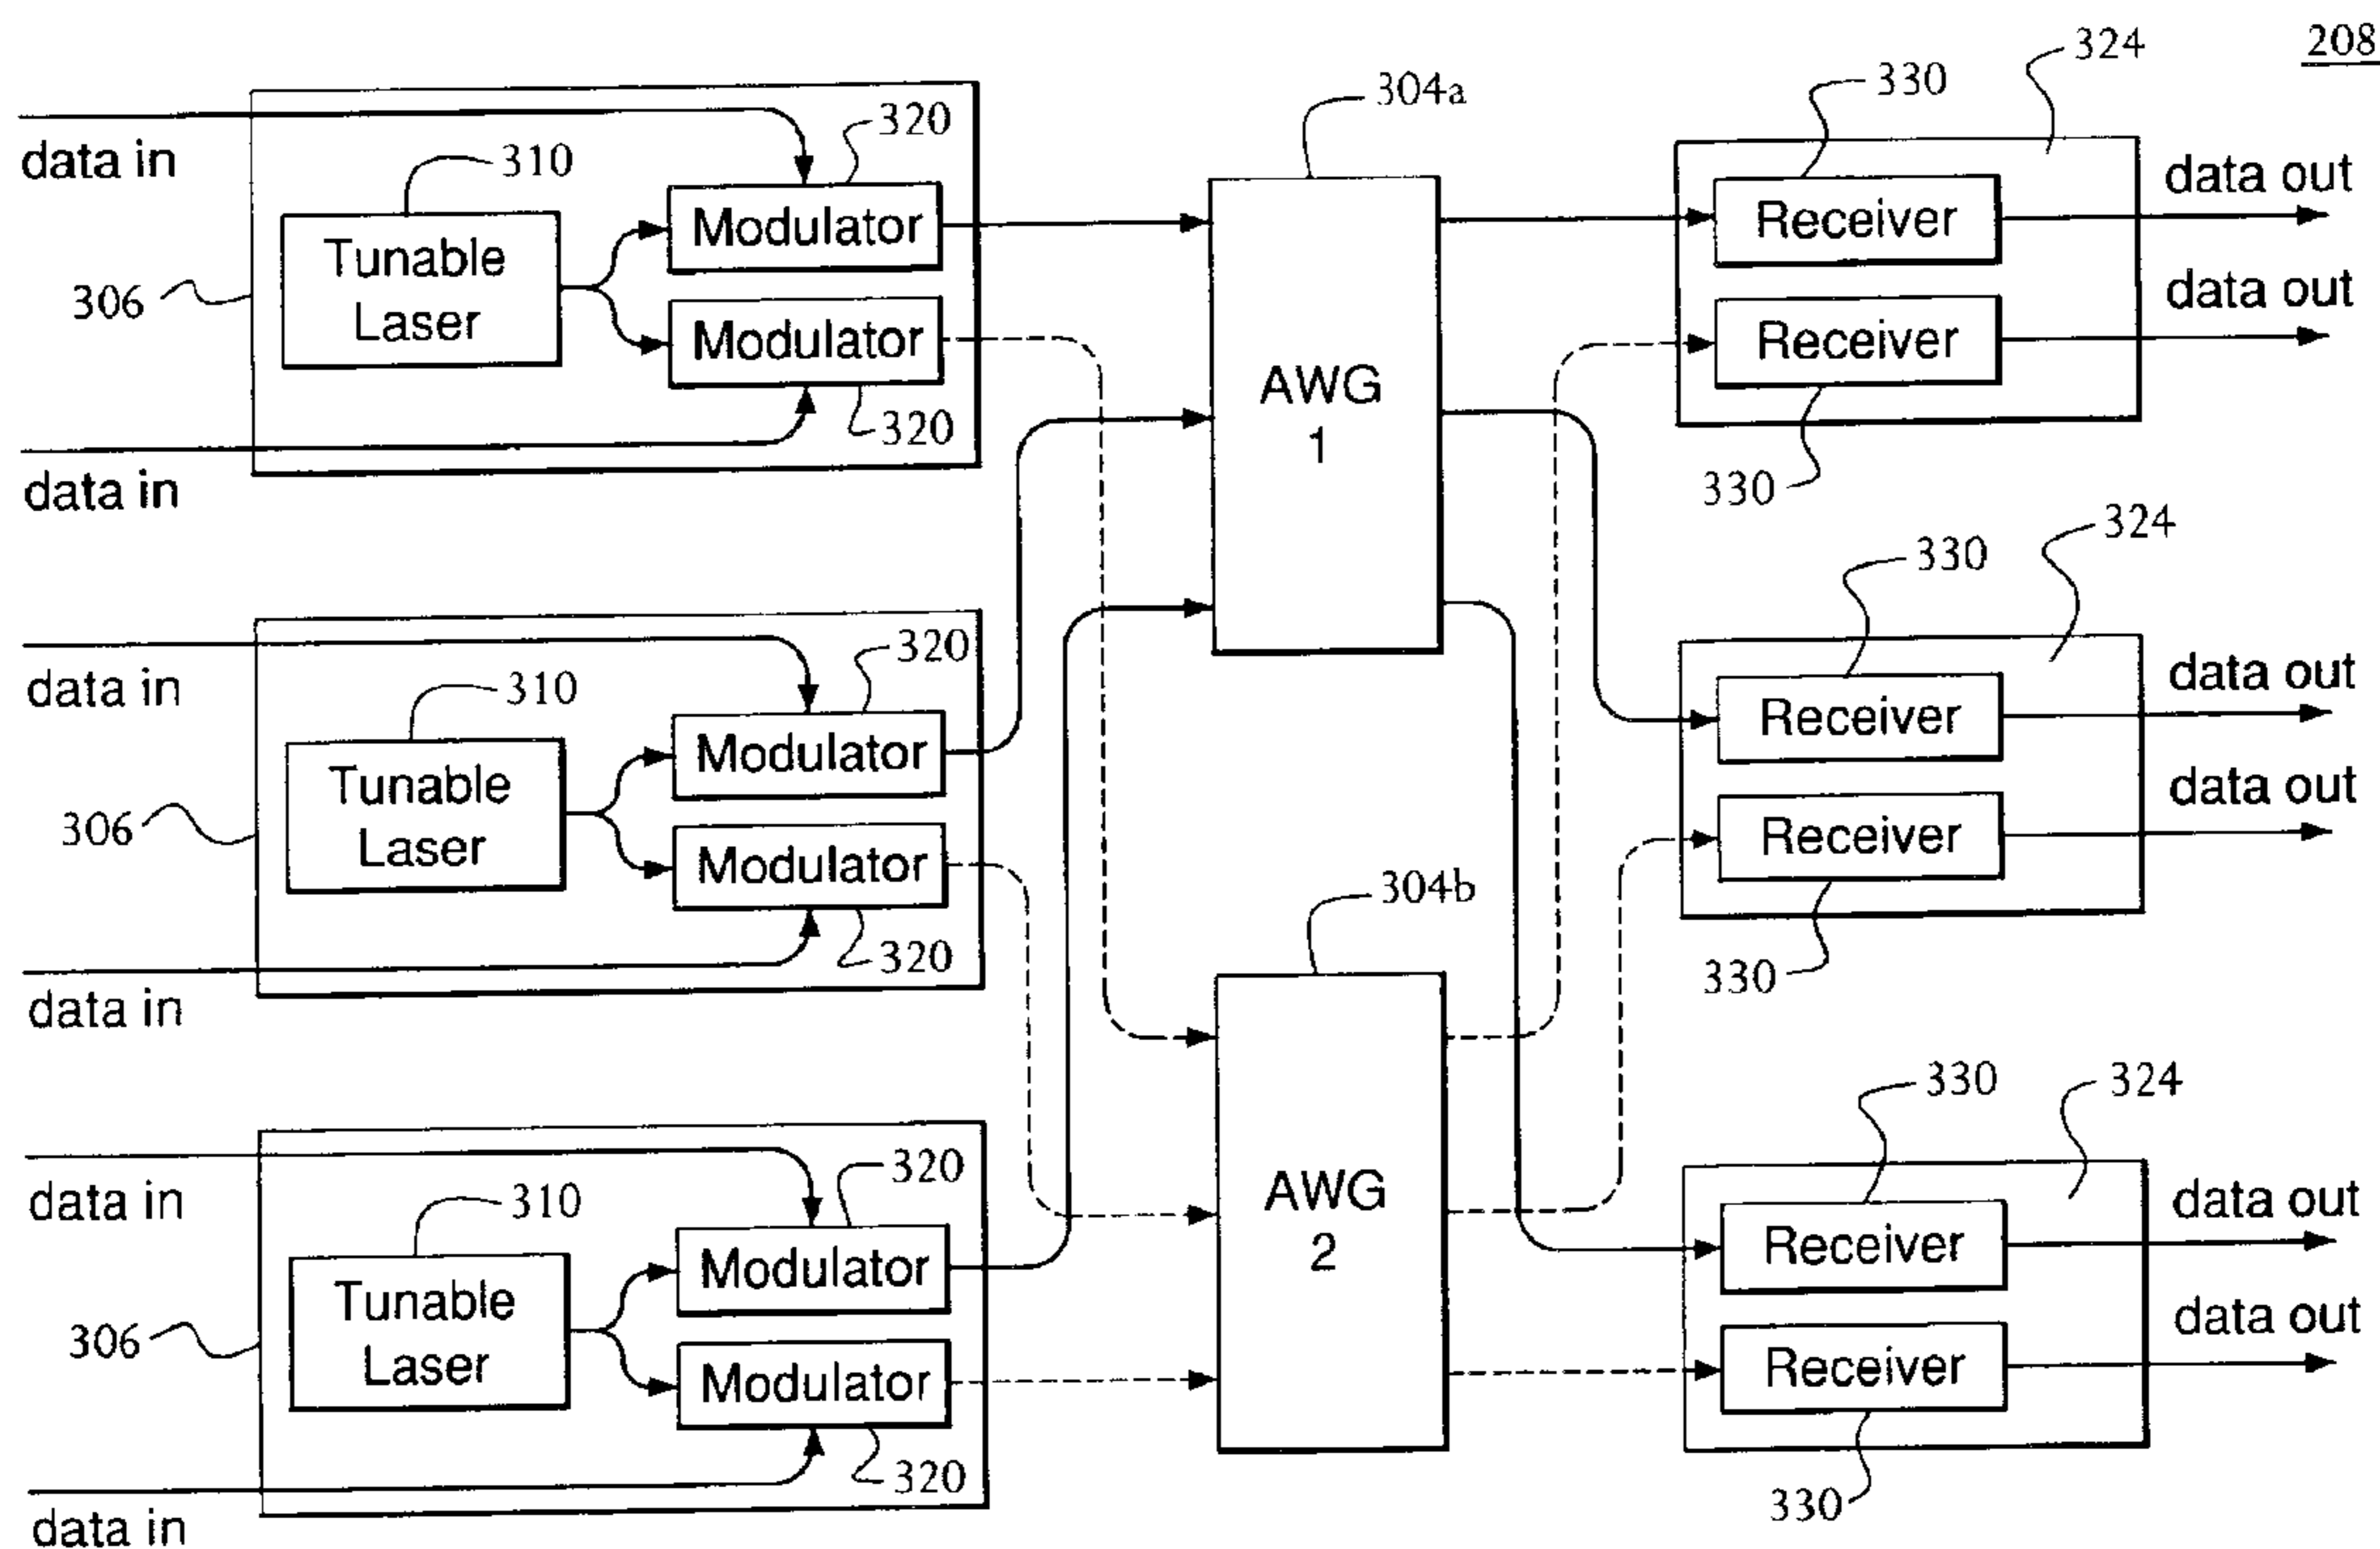 208
324
330
304a
320
data in
310
Modulator
Tunable
Laser
306
Modulator
320
data in
AWG
1
Receiver
data out
Receiver
data out
330
324
330
320
data in
310
Modulator
Tunable
Laser
306
Modulator
320
data in
304b
Receiver
data out
Receiver
data out
330
324
330
320
data in
310
Modulator
Tunable
Laser
306
Modulator
320
data in
AWG
2
Receiver
data out
Receiver
data out
330